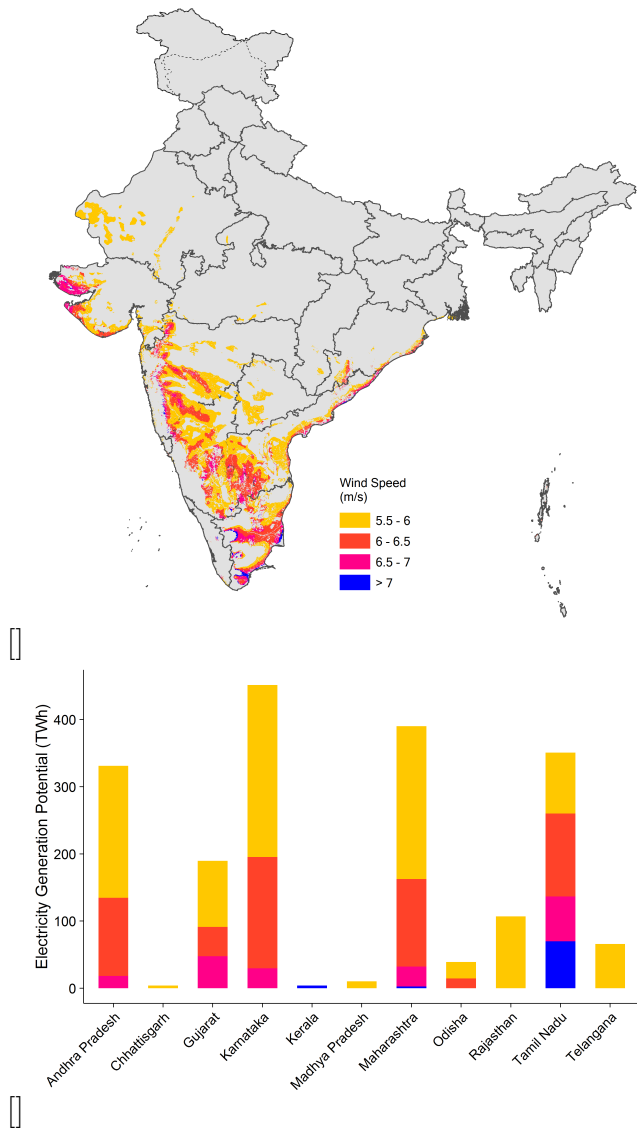 Wind Speed
(m/s)
5.5 - 6
6 - 6.5
6.5 - 7
> 7
[]
Electricity Generation Potential (TWh)
400
300
200
100
0
Andhra Pradesh
Chhattisgarh
Gujarat
Karnataka
Kerala
Madhya Pradesh
Maharashtra
Odisha
Rajasthan
Tamil Nadu
Telangana
[]